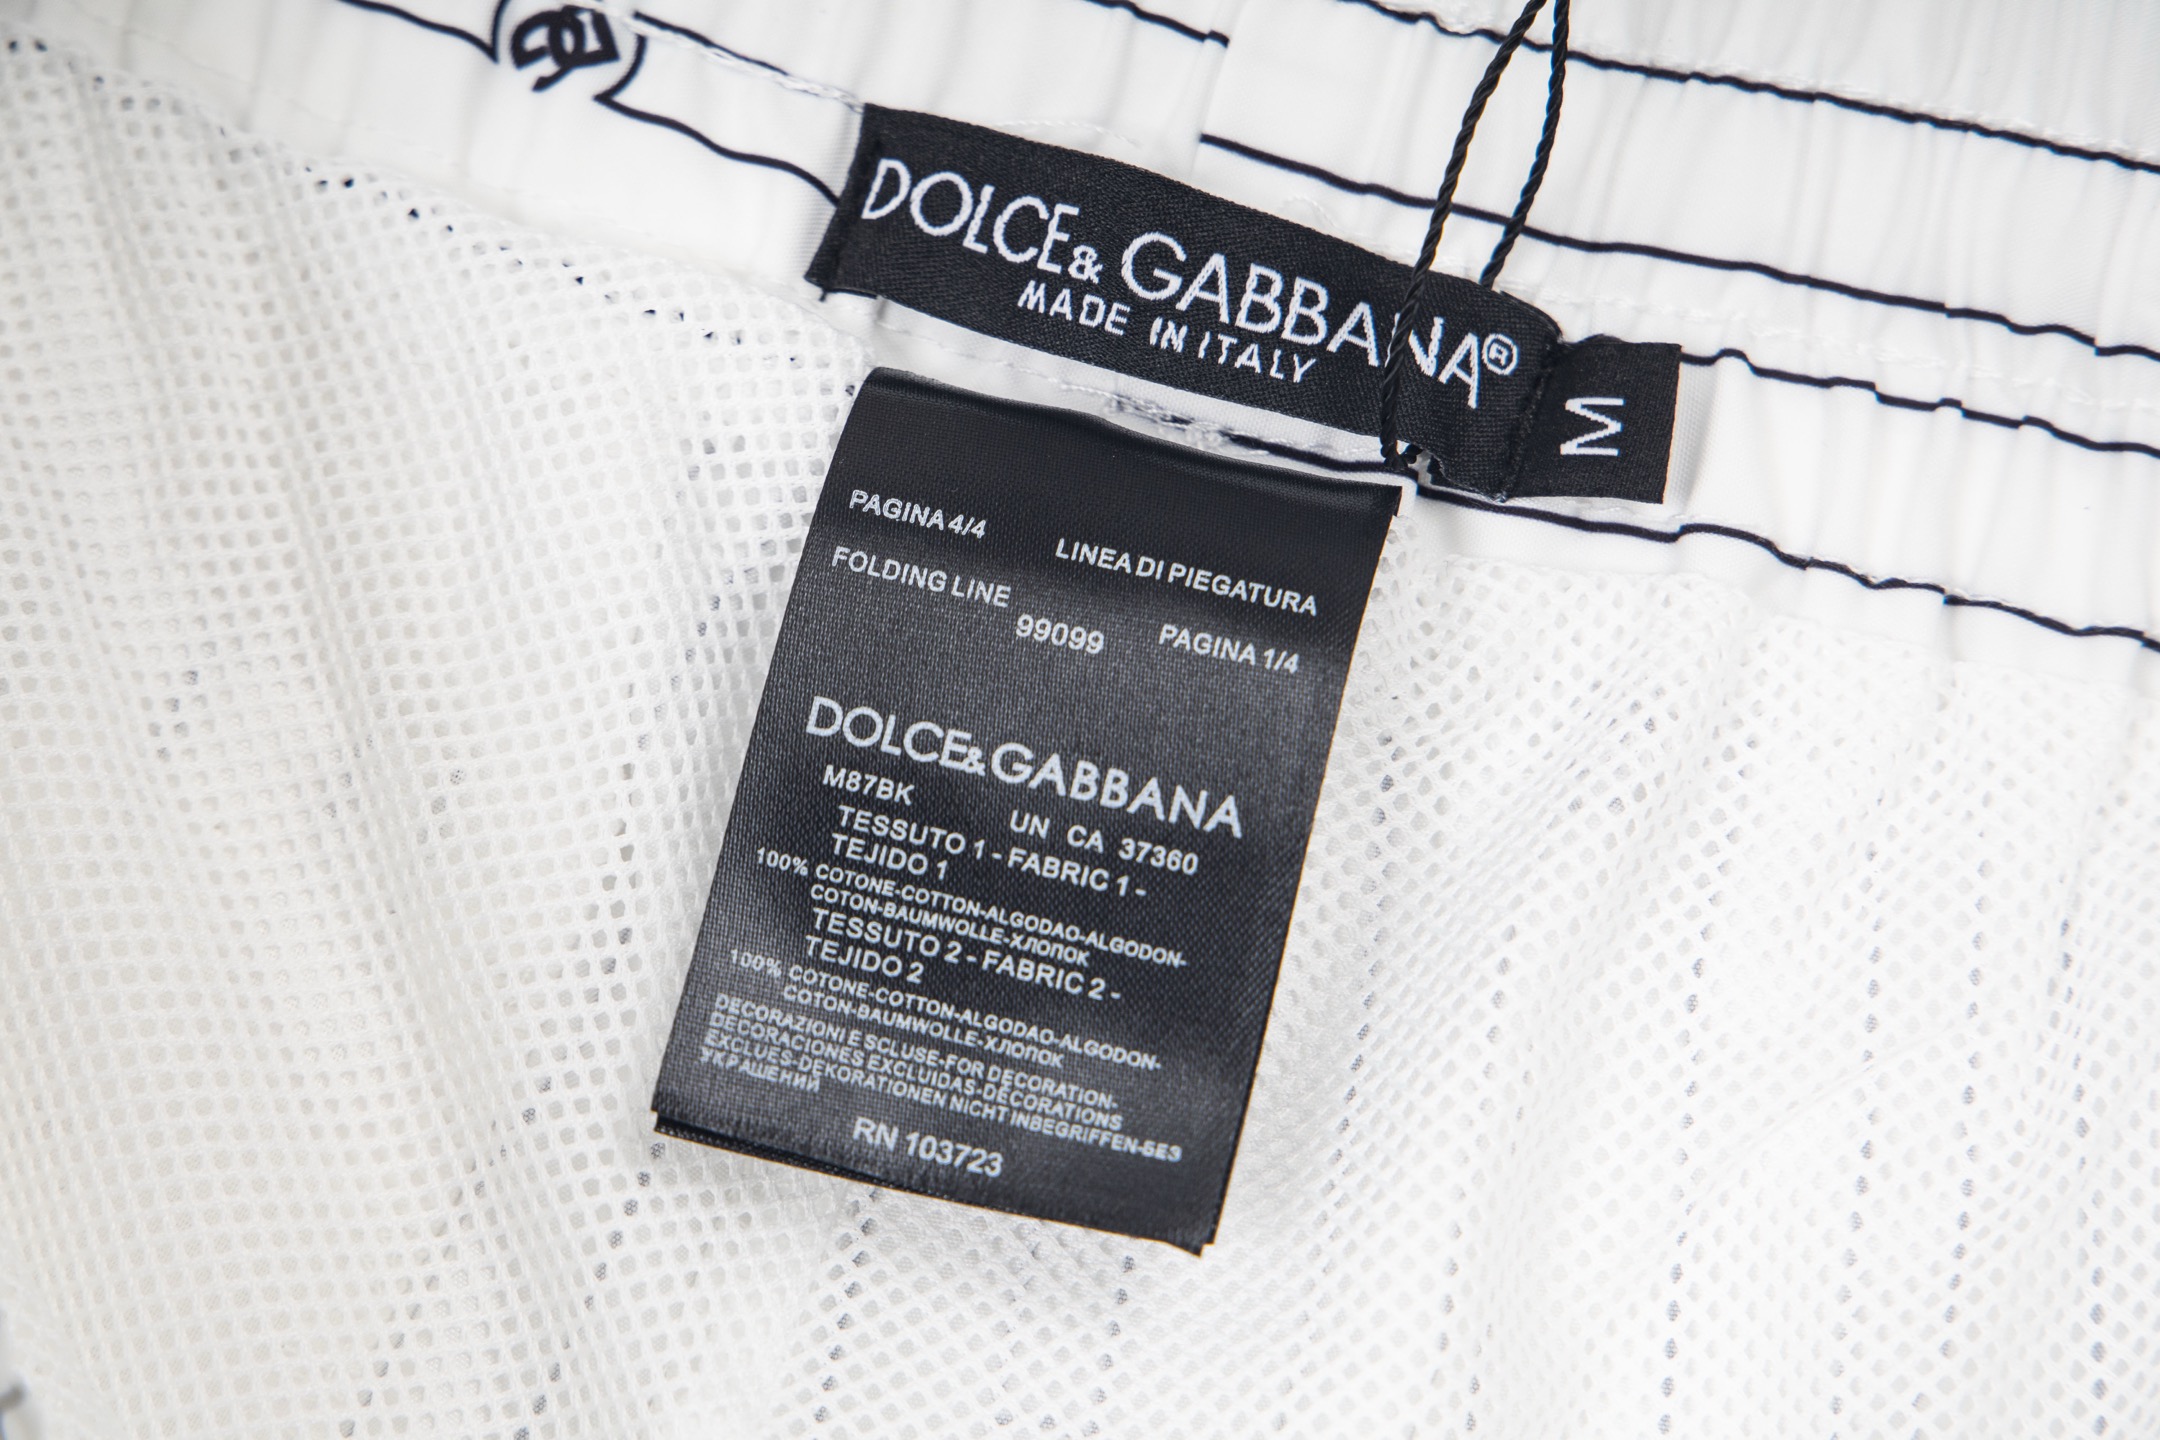 DOLCE & GABBANA®
MADE IN ITALY
M
PAGINA 4/4
LINEA DI PIEGATURA
FOLDING LINE
99099
PAGINA 1/4
DOLCE&GABBANA
M87BK
UN CA 37360
TESSUTO 1 - FABRIC 1 -
TEJIDO 1
100% COTONE-COTTON-ALGODAO-ALGODON-
COTON-BAUMWOLLE-ХЛОПОК
TESSUTO 2 - FABRIC 2 -
TEJIDO 2
100% COTONE-COTTON-ALGODAO-ALGODON-
COTON-BAUMWOLLE-ХЛОПОК
DECORAZIONI E SCLUSE-FOR DECORATION-
DECORACIONES EXCLUIDAS-DECORATIONS
EXCLUES-DEKORATIONEN NICHT INBEGRIFFEN-БЕЗ
УКРАШЕНИЙ
RN 103723